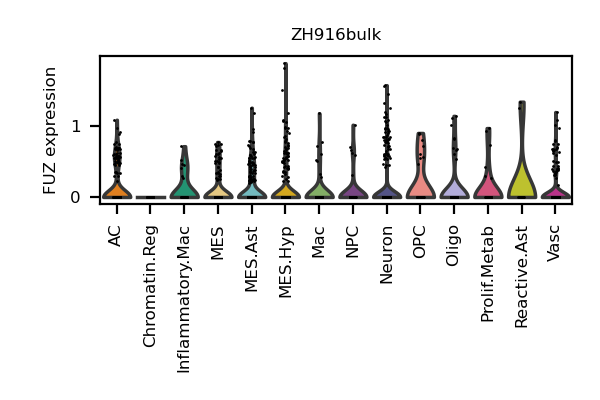 ZH916bulk
FUZ expression
1
0
AC
Chromatin.Reg
Inflammatory.Mac
MES
MES.Ast
MES.Hyp
Mac
NPC
Neuron
OPC
Oligo
Prolif.Metab
Reactive.Ast
Vasc